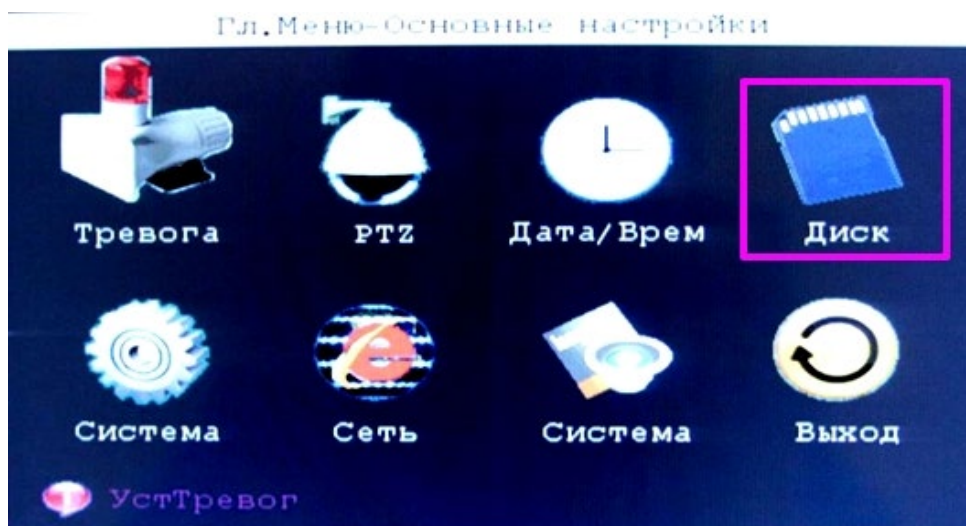 Гл.Меню-Основные настройки
Тревога PTZ Дата/Врем Диск
Система Сеть Система Выход
УстТревог